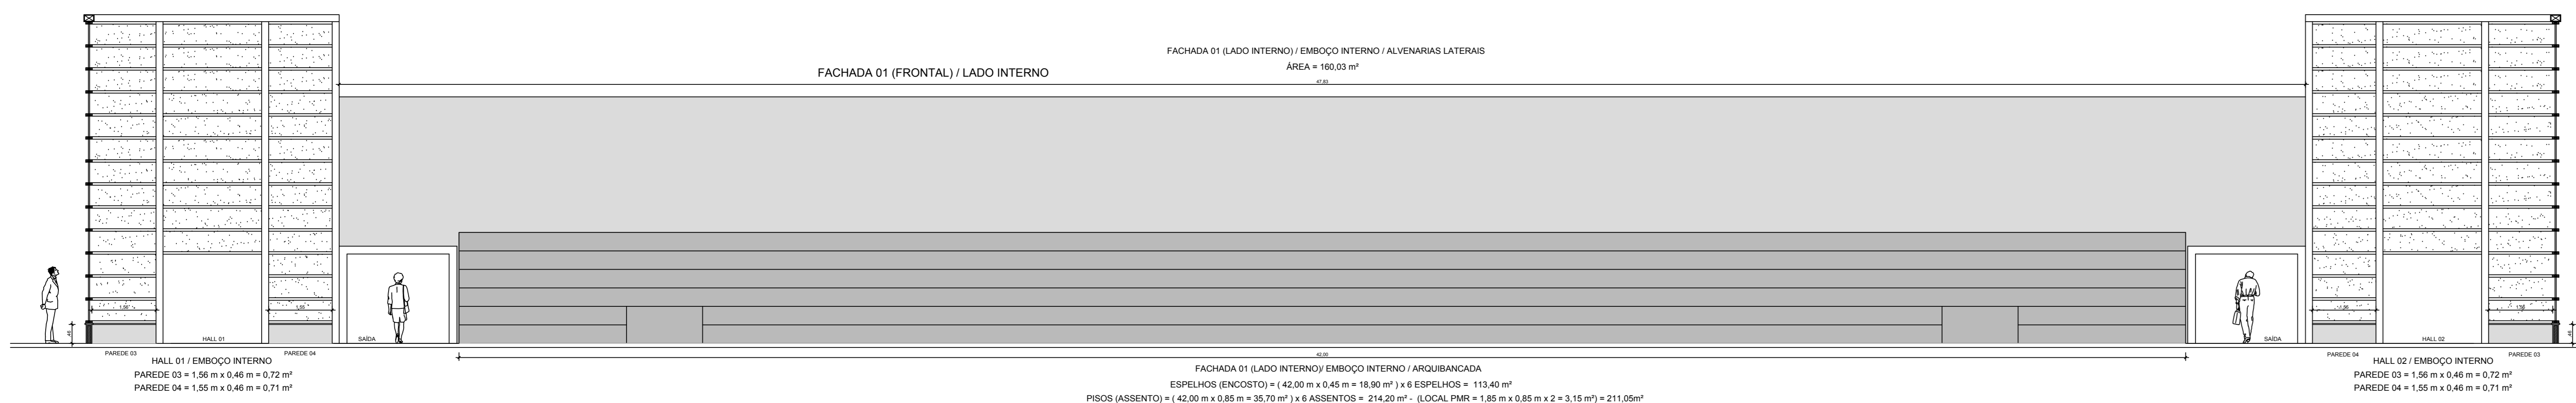 FACHADA 01 (LADO INTERNO) / EMBOÇO INTERNO / ALVENARIAS LATERAIS
ÁREA = 160,03 m²
FACHADA 01 (FRONTAL) / LADO INTERNO
47,83
1,56
1,55
1,56
1,56
,46
,46
HALL 01
SAÍDA
SAÍDA
HALL 02
PAREDE 03
PAREDE 04
42,00
PAREDE 04
PAREDE 03
HALL 01 / EMBOÇO INTERNO
PAREDE 03 = 1,56 m x 0,46 m = 0,72 m²
PAREDE 04 = 1,55 m x 0,46 m = 0,71 m²
FACHADA 01 (LADO INTERNO)/ EMBOÇO INTERNO / ARQUIBANCADA
ESPELHOS (ENCOSTO) = ( 42,00 m x 0,45 m = 18,90 m² ) x 6 ESPELHOS = 113,40 m²
PISOS (ASSENTO) = ( 42,00 m x 0,85 m = 35,70 m² ) x 6 ASSENTOS = 214,20 m² - (LOCAL PMR = 1,85 m x 0,85 m x 2 = 3,15 m²) = 211,05m²
HALL 02 / EMBOÇO INTERNO
PAREDE 03 = 1,56 m x 0,46 m = 0,72 m²
PAREDE 04 = 1,55 m x 0,46 m = 0,71 m²